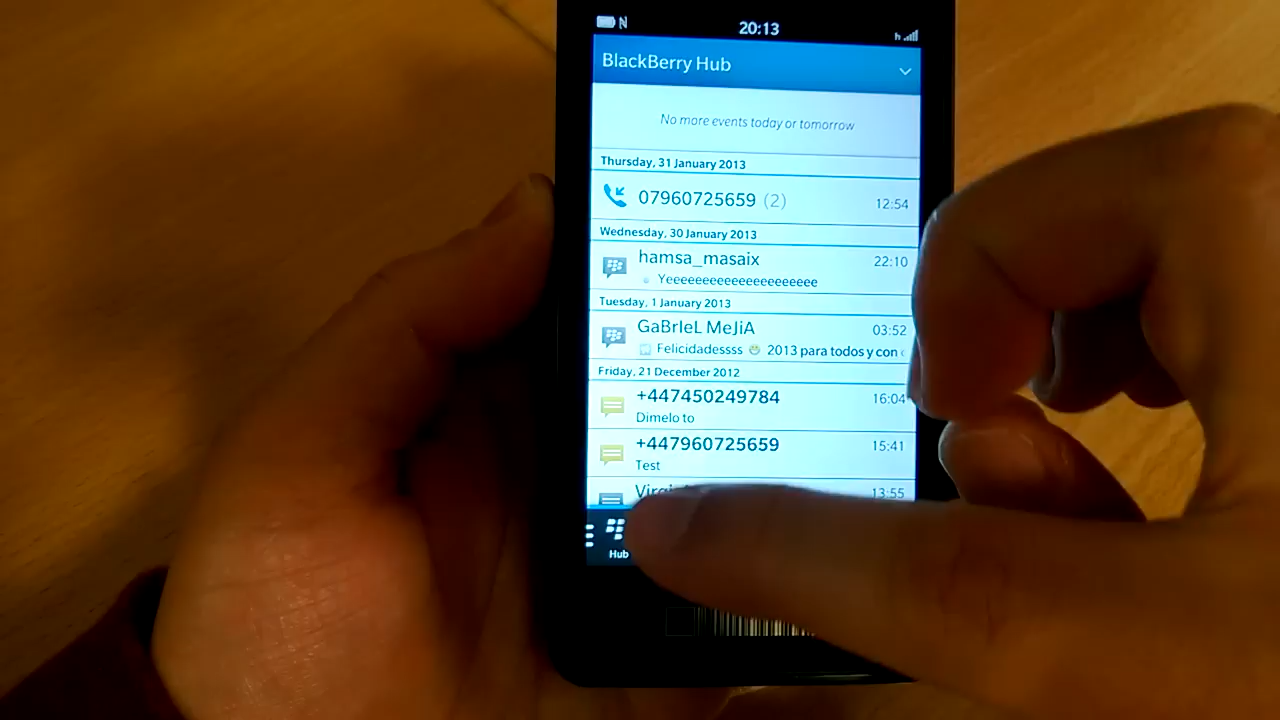 20:13
BlackBerry Hub
No more events today or tomorrow
Thursday, 31 January 2013
07960725659 (2) 12:54
Wednesday, 30 January 2013
hamsa_masaix 22:10
Yeeeeeeeeeeeeeeeeeeee
Tuesday, 1 January 2013
GaBrIeL MeJiA 03:52
Felicidadessss 2013 para todos y con
Friday, 21 December 2012
+447450249784 16:04
Dimelo to
+447960725659 15:41
Test
13:55
Hub